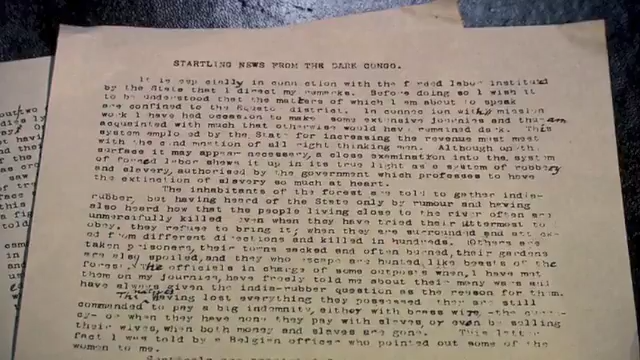 STARTLING NEWS FROM THE DARK CONGO.
It is especially in connection with the forced labor instituted
by the State that I direct my remarks. Before doing so I wish it
to be understood that the matters of which I am about to speak
are confined to the Equato district. In connection with mission
work I have had occasion to make some extensive journies and thus am
acquainted with much that otherwise would have remained dark. This
system employed by the State for increasing the revenue must meet
with the condemnation of all right thinking men. Although upon the
surface it may appear necessary, a close examination into the system
of forced labor shews it up in its true light as a system of robbery
and slavery, authorised by the government which professes to have
the extinction of slavery so much at heart.
The inhabitants of the forest are told to gather india-
rubber, but having heard of the State only by rumour and having
also heard how that the people living close to the river often are
unmercifully killed even when they have tried their uttermost to
obey, they refuse to bring it; when they are surrounded and attack-
ed from different directions and killed in hundreds. Others are
taken prisoners, their towns sacked and often burned, their gardens
are also spoiled, and they who escape are hunted like beasts of the
forest. The officials in charge of some outposts when I have met
them on my journies, have freely told me about their many wars and
have always given the india-rubber question as the reason for them.
The natives having lost everything they possessed they are still
commanded to pay a big indemnity, either with brass wire -the curren-
cy- or when they have none they pay with slaves, or even by selling
their wives, when both money and slaves are gone. This latter
fact I was told by a Belgian officer who pointed out some of the
women to me.